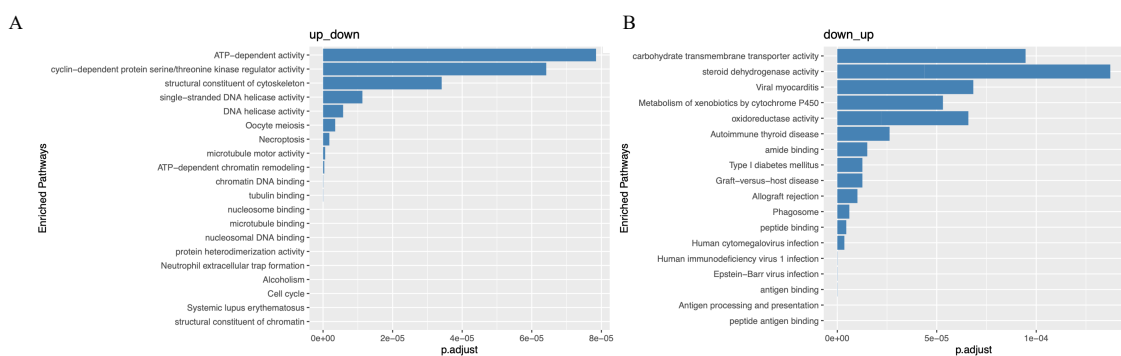 A
up_down
ATP−dependent activity
cyclin−dependent protein serine/threonine kinase regulator activity
structural constituent of cytoskeleton
single−stranded DNA helicase activity
DNA helicase activity
Oocyte meiosis
Necroptosis
microtubule motor activity
ATP−dependent chromatin remodeling
chromatin DNA binding
tubulin binding
nucleosome binding
microtubule binding
nucleosomal DNA binding
protein heterodimerization activity
Neutrophil extracellular trap formation
Alcoholism
Cell cycle
Systemic lupus erythematosus
structural constituent of chromatin
Enriched Pathways
0e+00 2e−05 4e−05 6e−05 8e−05
p.adjust
B
down_up
carbohydrate transmembrane transporter activity
steroid dehydrogenase activity
Viral myocarditis
Metabolism of xenobiotics by cytochrome P450
oxidoreductase activity
Autoimmune thyroid disease
amide binding
Type I diabetes mellitus
Graft−versus−host disease
Allograft rejection
Phagosome
peptide binding
Human cytomegalovirus infection
Human immunodeficiency virus 1 infection
Epstein−Barr virus infection
antigen binding
Antigen processing and presentation
peptide antigen binding
Enriched Pathways
0e+00 5e−05 1e−04
p.adjust